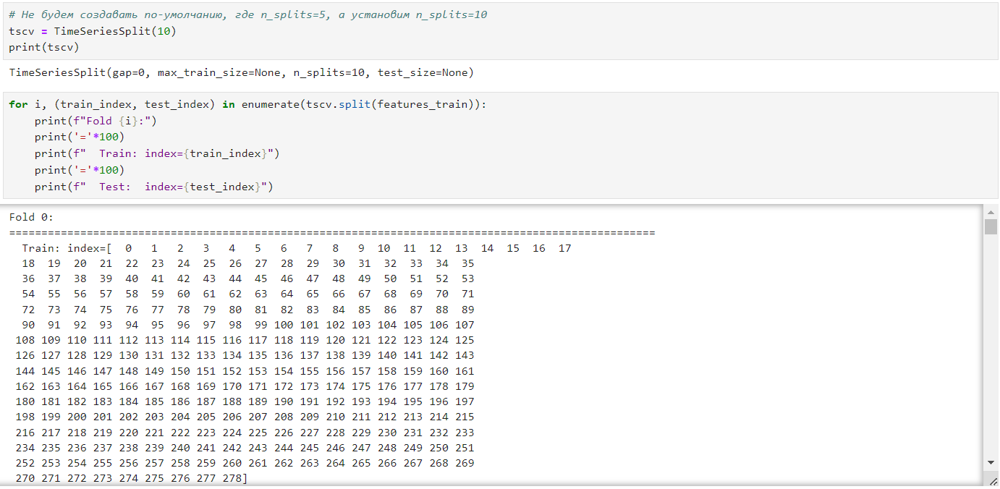 # Не будем создавать по-умолчанию, где n_splits=5, а установим n_splits=10
tscv = TimeSeriesSplit(10)
print(tscv)
TimeSeriesSplit(gap=0, max_train_size=None, n_splits=10, test_size=None)
for i, (train_index, test_index) in enumerate(tscv.split(features_train)):
    print(f"Fold {i}:")
    print('='*100)
    print(f"  Train: index={train_index}")
    print('='*100)
    print(f"  Test:  index={test_index}")
Fold 0:
====================================================================================================
  Train: index=[  0   1   2   3   4   5   6   7   8   9  10  11  12  13  14  15  16  17
  18  19  20  21  22  23  24  25  26  27  28  29  30  31  32  33  34  35
  36  37  38  39  40  41  42  43  44  45  46  47  48  49  50  51  52  53
  54  55  56  57  58  59  60  61  62  63  64  65  66  67  68  69  70  71
  72  73  74  75  76  77  78  79  80  81  82  83  84  85  86  87  88  89
  90  91  92  93  94  95  96  97  98  99 100 101 102 103 104 105 106 107
 108 109 110 111 112 113 114 115 116 117 118 119 120 121 122 123 124 125
 126 127 128 129 130 131 132 133 134 135 136 137 138 139 140 141 142 143
 144 145 146 147 148 149 150 151 152 153 154 155 156 157 158 159 160 161
 162 163 164 165 166 167 168 169 170 171 172 173 174 175 176 177 178 179
 180 181 182 183 184 185 186 187 188 189 190 191 192 193 194 195 196 197
 198 199 200 201 202 203 204 205 206 207 208 209 210 211 212 213 214 215
 216 217 218 219 220 221 222 223 224 225 226 227 228 229 230 231 232 233
 234 235 236 237 238 239 240 241 242 243 244 245 246 247 248 249 250 251
 252 253 254 255 256 257 258 259 260 261 262 263 264 265 266 267 268 269
 270 271 272 273 274 275 276 277 278]